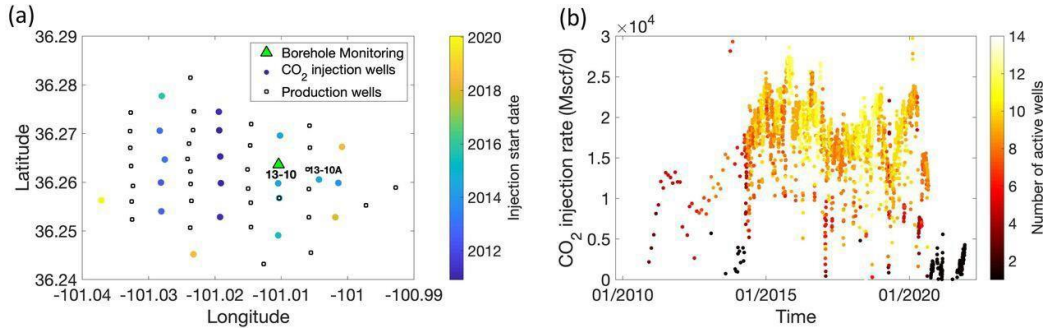 (a)
36.29
36.28
36.27
36.26
36.25
36.24
Latitude
-101.04 -101.03 -101.02 -101.01 -101 -100.99
Longitude
Borehole Monitoring
CO2 injection wells
Production wells
13-10
13-10A
2020
2018
2016
2014
2012
Injection start date
(b)
×10^4
3
2.5
2
1.5
1
0.5
0
CO2 injection rate (Mscf/d)
01/2010 01/2015 01/2020
Time
14
12
10
8
6
4
2
Number of active wells